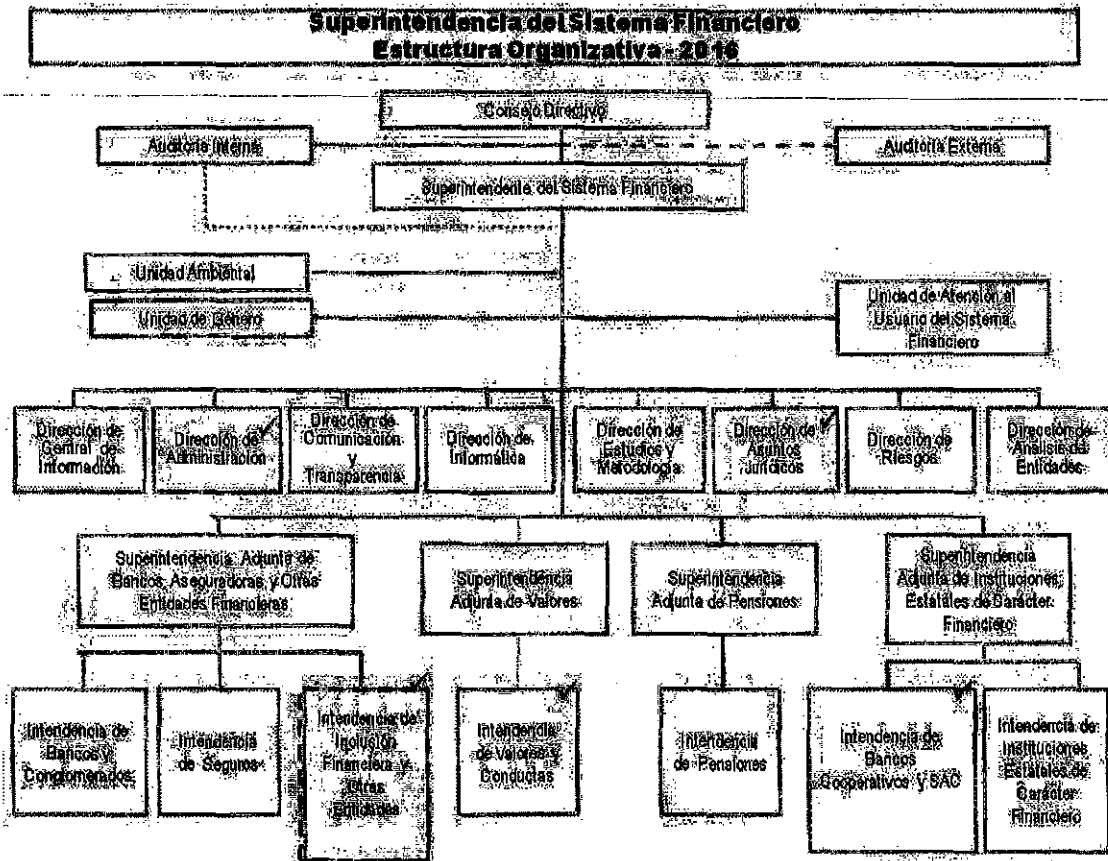 Superintendencia del Sistema Financiero
Estructura Organizativa - 2016
Consejo Directivo
Auditoria Interna
Auditoria Externa
Superintendente del Sistema Financiero
Unidad Ambiental
Unidad de Género
Unidad de Atención al
Usuario del Sistema
Financiero
Dirección de
Central de
Información
Dirección de
Administración
Dirección de
Comunicación
y
Transparencia
Dirección de
Informática
Dirección de
Estudios y
Metodología
Dirección de
Asuntos
Jurídicos
Dirección de
Riesgos
Dirección de
Análisis de
Entidades
Superintendencia Adjunta de
Bancos, Aseguradoras y Otras
Entidades Financieras
Superintendencia
Adjunta de Valores
Superintendencia
Adjunta de Pensiones
Superintendencia
Adjunta de Instituciones
Estatales de Carácter
Financiero
Intendencia de
Bancos y
Conglomerados
Intendencia
de Seguros
Intendencia de
Inclusión
Financiera y
Otras
Entidades
Intendencia
de Valores y
Conductas
Intendencia
de Pensiones
Intendencia de
Bancos
Cooperativos y SAC
Intendencia de
Instituciones
Estatales de
Carácter
Financiero